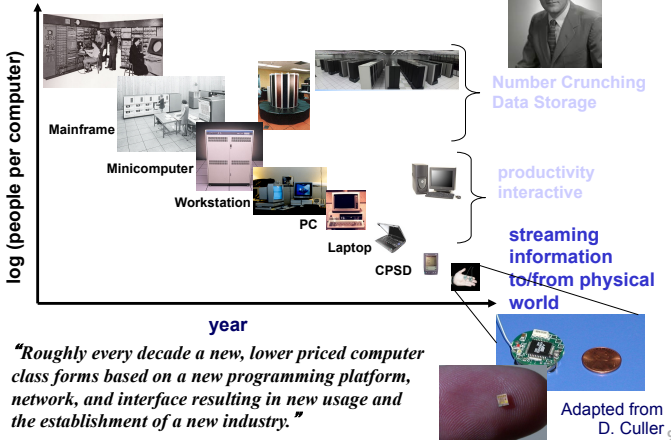 log (people per computer)
Number Crunching
Data Storage
Mainframe
Minicomputer
productivity
interactive
Workstation
PC
Laptop
streaming
information
to/from physical
world
CPSD
year
"Roughly every decade a new, lower priced computer
class forms based on a new programming platform,
network, and interface resulting in new usage and
the establishment of a new industry."
Adapted from
D. Culler